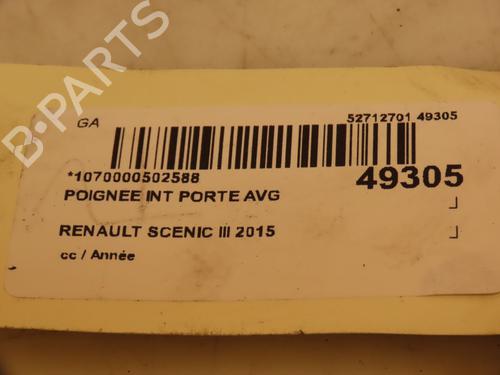 GA
52712701 49305
*1070000502588
49305
POIGNEE INT PORTE AVG
RENAULT SCENIC III 2015
cc / Année
B-PARTS